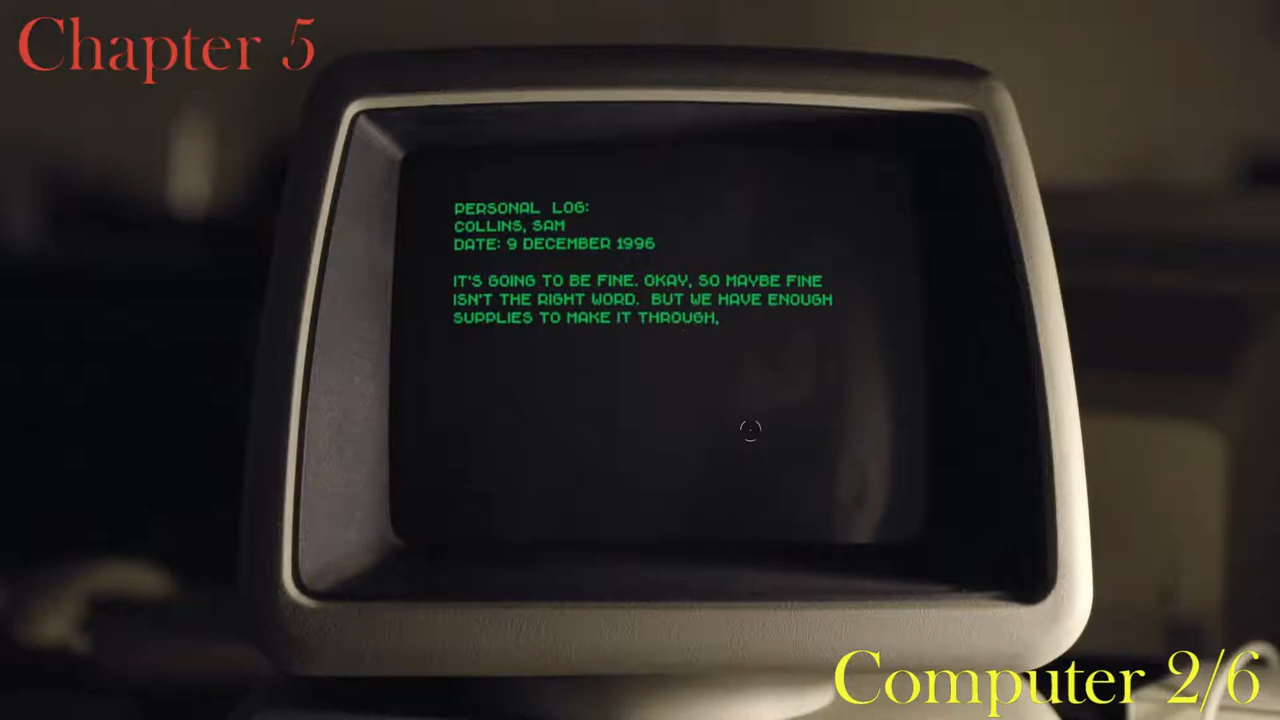 Chapter 5
PERSONAL LOG:
COLLINS, SAM
DATE: 9 DECEMBER 1996
IT'S GOING TO BE FINE. OKAY, SO MAYBE FINE
ISN'T THE RIGHT WORD. BUT WE HAVE ENOUGH
SUPPLIES TO MAKE IT THROUGH,
Computer 2/6